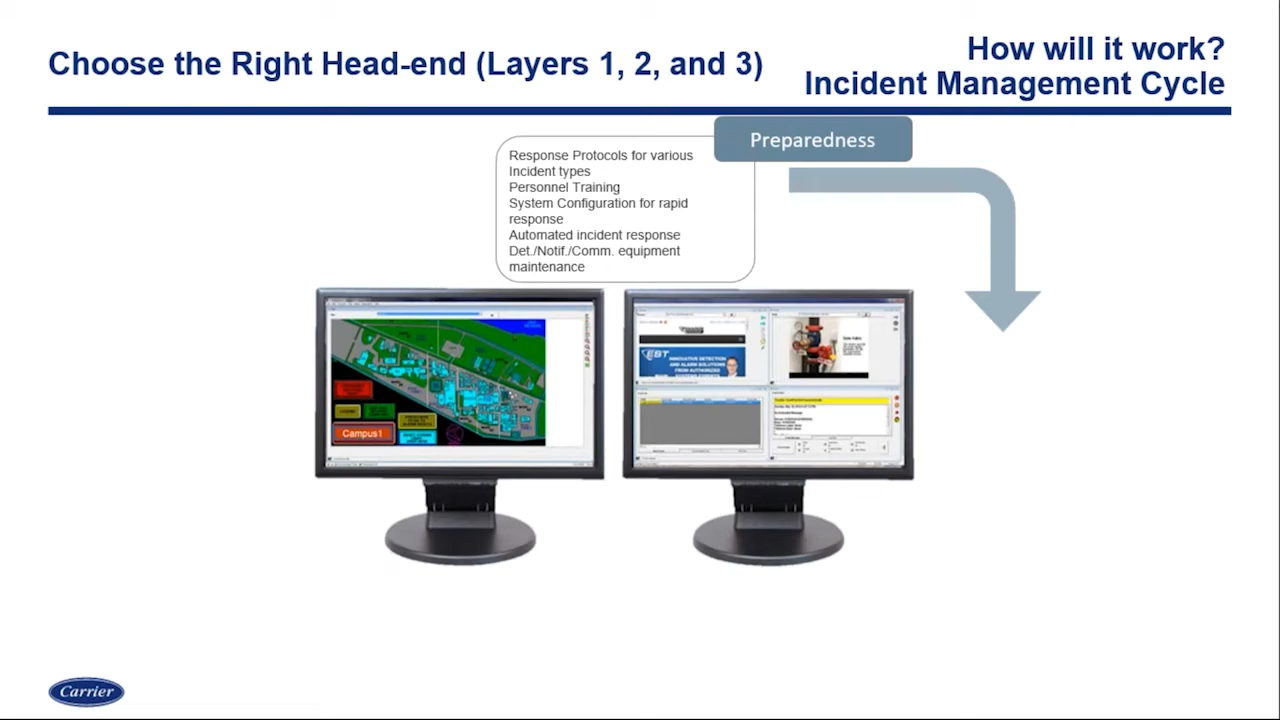 Choose the Right Head-end (Layers 1, 2, and 3)
How will it work?
Incident Management Cycle
Preparedness
Response Protocols for various
Incident types
Personnel Training
System Configuration for rapid
response
Automated incident response
Det./Notif./Comm. equipment
maintenance
Campus1
EST
INNOVATIVE DETECTION
AND ALARM SOLUTIONS
FROM AUTHORIZED
Carrier